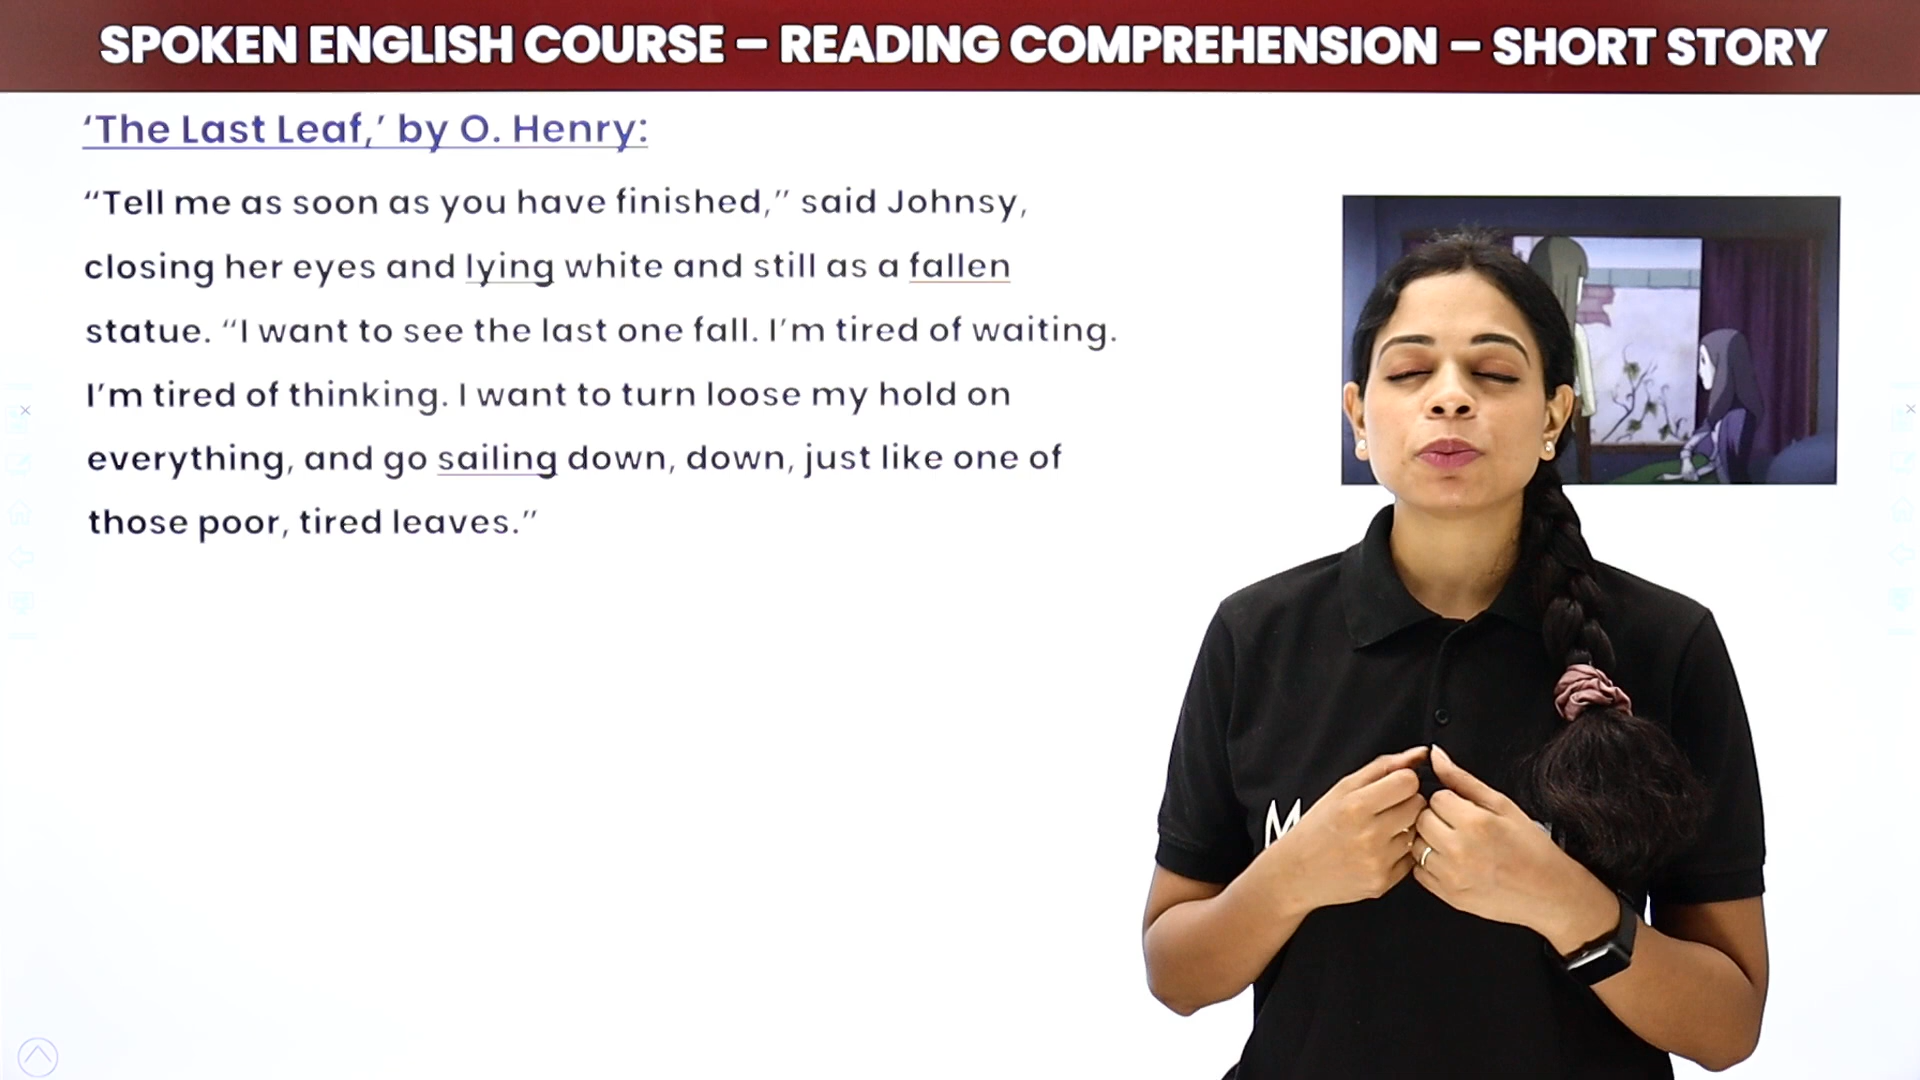 SPOKEN ENGLISH COURSE – READING COMPREHENSION – SHORT STORY
‘The Last Leaf,’ by O. Henry:
“Tell me as soon as you have finished,” said Johnsy,
closing her eyes and lying white and still as a fallen
statue. “I want to see the last one fall. I’m tired of waiting.
I’m tired of thinking. I want to turn loose my hold on
everything, and go sailing down, down, just like one of
those poor, tired leaves.”